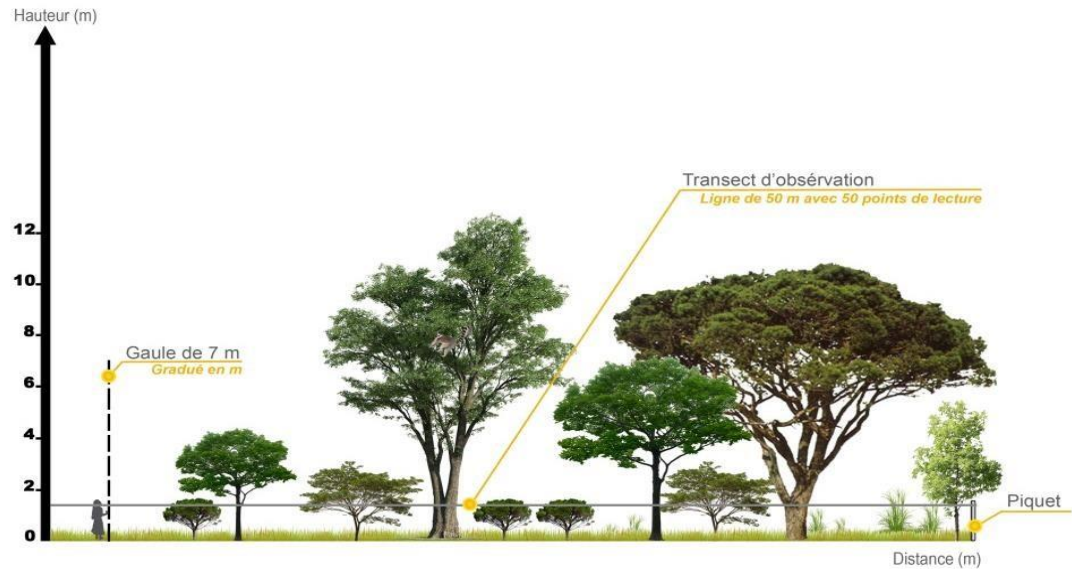 Hauteur (m)
Transect d'obsérvation
Ligne de 50 m avec 50 points de lecture
12
10
8
Gaule de 7 m
Gradué en m
6
4
2
Piquet
0
Distance (m)